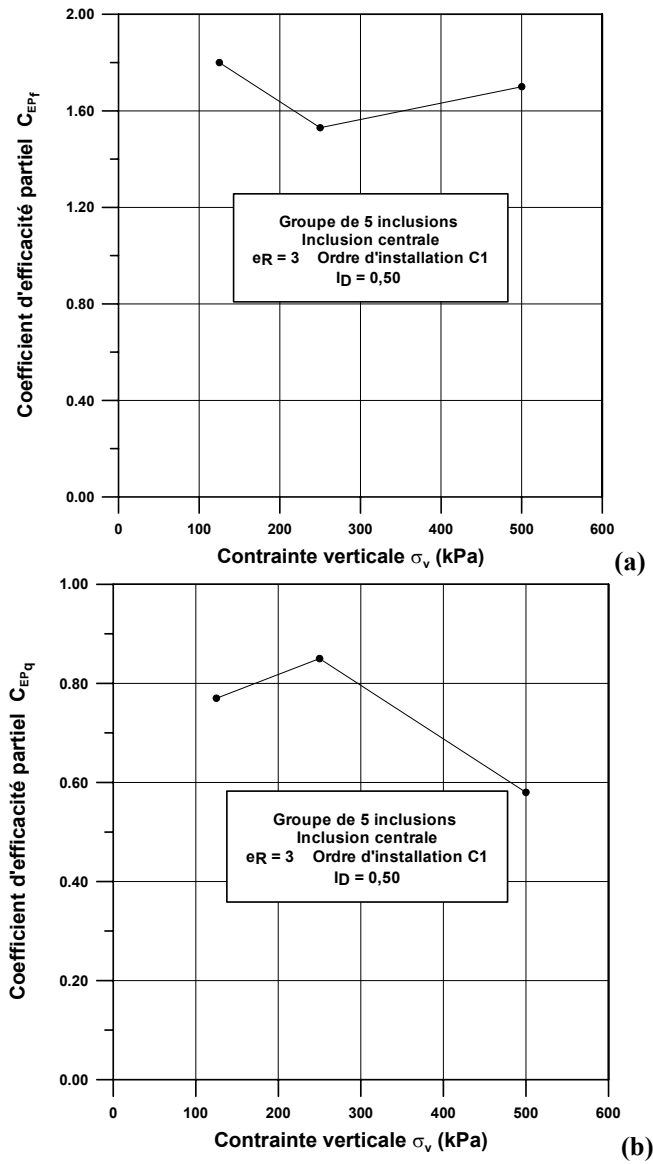 2.00
1.60
1.20
0.80
0.40
0.00
Coefficient d'efficacité partiel C_EPf
Groupe de 5 inclusions
Inclusion centrale
eR = 3 Ordre d'installation C1
ID = 0,50
0 100 200 300 400 500 600
Contrainte verticale σv (kPa)
(a)
1.00
0.80
0.60
0.40
0.20
0.00
Coefficient d'efficacité partiel C_EPq
Groupe de 5 inclusions
Inclusion centrale
eR = 3 Ordre d'installation C1
ID = 0,50
0 100 200 300 400 500 600
Contrainte verticale σv (kPa)
(b)